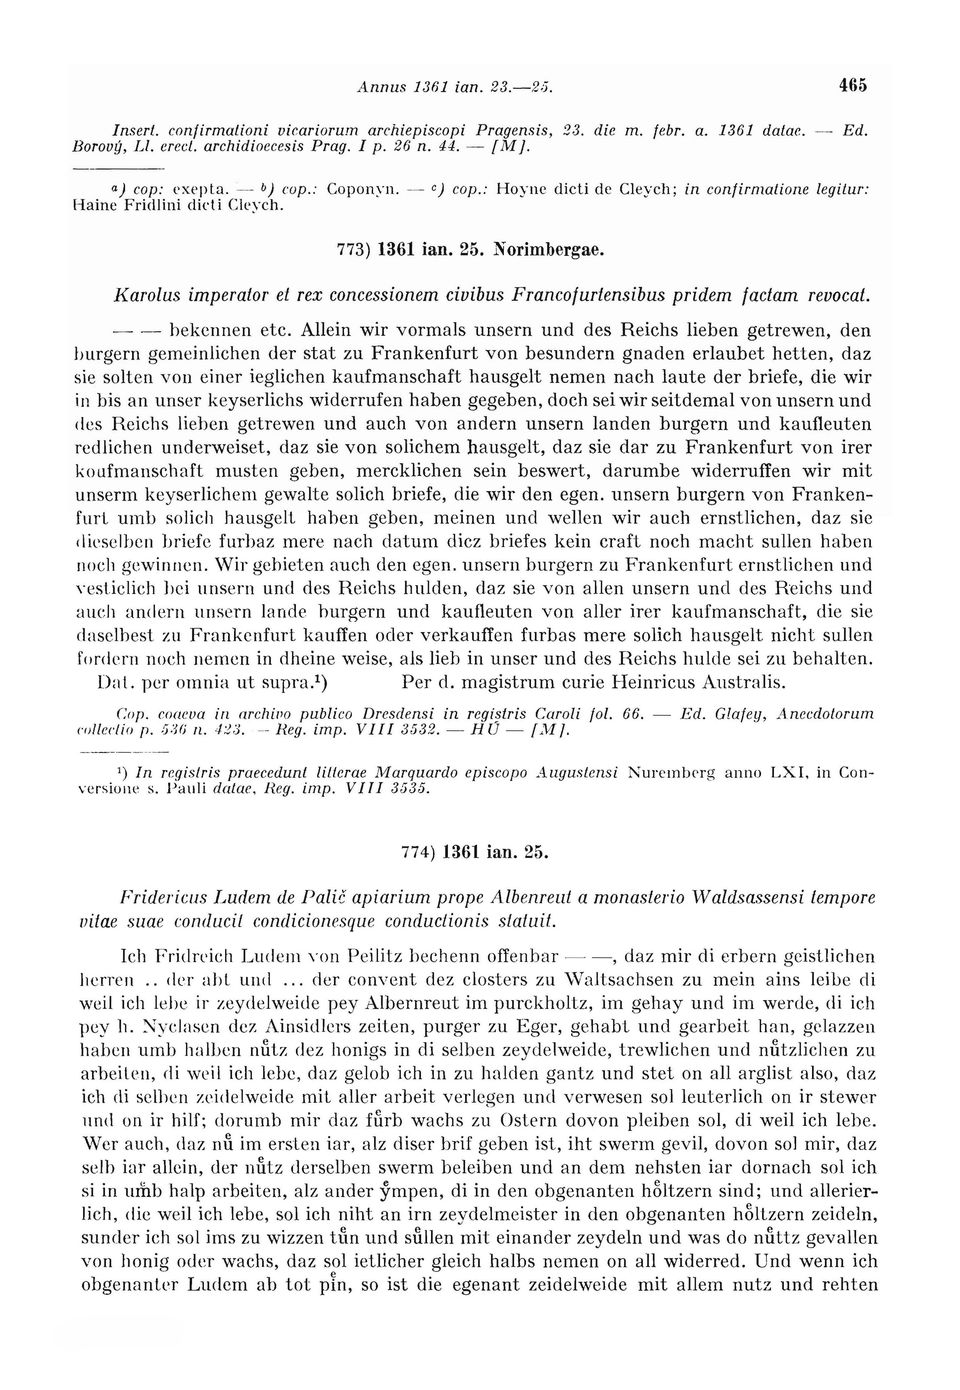 Annus 1361 ian. 23.—25. 465
Insert. confirmationi vicariorum archiepiscopi Pragensis, 23. die m. febr. a. 1361 datae. — Ed.
Borový, Ll. erect. archidioecesis Prag. I p. 26 n. 44. — [M].
a) cop: exepta. — b) cop.: Coponyn. — c) cop.: Hoyne dicti de Cleych; in confirmatione legitur:
Haine Fridlini dicti Cleych.
773) 1361 ian. 25. Norimbergae.
Karolus imperator et rex concessionem civibus Francofurtensibus pridem factam revocat.
— — bekennen etc. Allein wir vormals unsern und des Reichs lieben getrewen, den
burgern gemeinlichen der stat zu Frankenfurt von besundern gnaden erlaubet hetten, daz
sie solten von einer ieglichen kaufmanschaft hausgelt nemen nach laute der briefe, die wir
in bis an unser keyserlichs widerrufen haben gegeben, doch sei wir seitdemal von unsern und
des Reichs lieben getrewen und auch von andern unsern landen burgern und kaufleuten
redlichen underweiset, daz sie von solichem hausgelt, daz sie dar zu Frankenfurt von irer
koufmanschaft musten geben, mercklichen sein beswert, darumbe widerruffen wir mit
unserm keyserlichem gewalte solich briefe, die wir den egen. unsern burgern von Franken-
furt umb solich hausgelt haben geben, meinen und wellen wir auch ernstlichen, daz sie
dieselben briefe furbaz mere nach datum dicz briefes kein craft noch macht sullen haben
noch gewinnen. Wir gebieten auch den egen. unsern burgern zu Frankenfurt ernstlichen und
vesticlich bei unsern und des Reichs hulden, daz sie von allen unsern und des Reichs und
auch andern unsern lande burgern und kaufleuten von aller irer kaufmanschaft, die sie
daselbest zu Frankenfurt kauffen oder verkauffen furbas mere solich hausgelt nicht sullen
fordern noch nemen in dheine weise, als lieb in unser und des Reichs hulde sei zu behalten.
Dat. per omnia ut supra.¹) Per d. magistrum curie Heinricus Australis.
Cop. coaeva in archivo publico Dresdensi in registris Caroli fol. 66. — Ed. Glafey, Anecdotorum
collectio p. 536 n. 423. — Reg. imp. VIII 3532. — HÚ — [M].
¹) In registris praecedunt litterae Marquardo episcopo Augustensi Nuremberg anno LXI, in Con-
versione s. Pauli datae, Reg. imp. VIII 3535.
774) 1361 ian. 25.
Fridericus Ludem de Palič apiarium prope Albenreut a monasterio Waldsassensi tempore
vitae suae conducit condicionesque conductionis statuit.
Ich Fridreich Ludem von Peilitz bechenn offenbar — —, daz mir di erbern geistlichen
herren .. der abt und ... der convent dez closters zu Waltsachsen zu mein ains leibe di
weil ich lebe ir zeydelweide pey Albernreut im purckholtz, im gehay und im werde, di ich
pey h. Nyclasen dez Ainsidlers zeiten, purger zu Eger, gehabt und gearbeit han, gelazzen
haben umb halben nuͤtz dez honigs in di selben zeydelweide, trewlichen und nuͤtzlichen zu
arbeiten, di weil ich lebe, daz gelob ich in zu halden gantz und stet on all arglist also, daz
ich di selben zeidelweide mit aller arbeit verlegen und verwesen sol leuterlich on ir stewer
und on ir hilf; dorumb mir daz fuͤrb wachs zu Ostern dovon pleiben sol, di weil ich lebe.
Wer auch, daz nuͤ im ersten iar, alz diser brif geben ist, iht swerm gevil, dovon sol mir, daz
selb iar allein, der nuͤtz derselben swerm beleiben und an dem nehsten iar dornach sol ich
si in uͤmb halp arbeiten, alz ander yͤmpen, di in den obgenanten hoͤltzern sind; und allerier-
lich, die weil ich lebe, sol ich niht an irn zeydelmeister in den obgenanten hoͤltzern zeideln,
sunder ich sol ims zu wizzen tuͤn und suͤllen mit einander zeydeln und was do nuͤttz gevallen
von honig oder wachs, daz sol ietlicher gleich halbs nemen on all widerred. Und wenn ich
obgenanter Ludem ab tot piͤn, so ist die egenant zeidelweide mit allem nutz und rehten